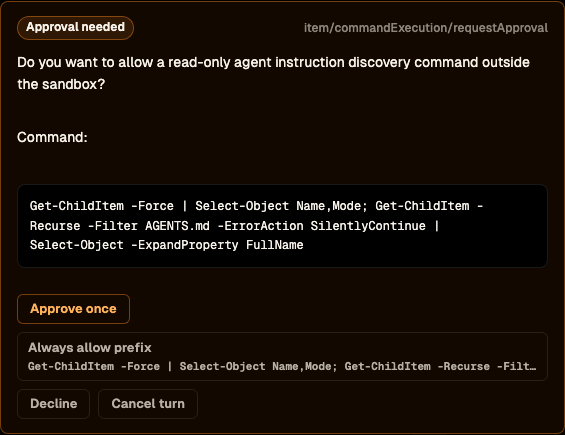 Approval needed
item/commandExecution/requestApproval
Do you want to allow a read-only agent instruction discovery command outside
the sandbox?
Command:
Get-ChildItem -Force | Select-Object Name,Mode; Get-ChildItem -
Recurse -Filter AGENTS.md -ErrorAction SilentlyContinue |
Select-Object -ExpandProperty FullName
Approve once
Always allow prefix
Get-ChildItem -Force | Select-Object Name,Mode; Get-ChildItem -Recurse -Filt…
Decline
Cancel turn